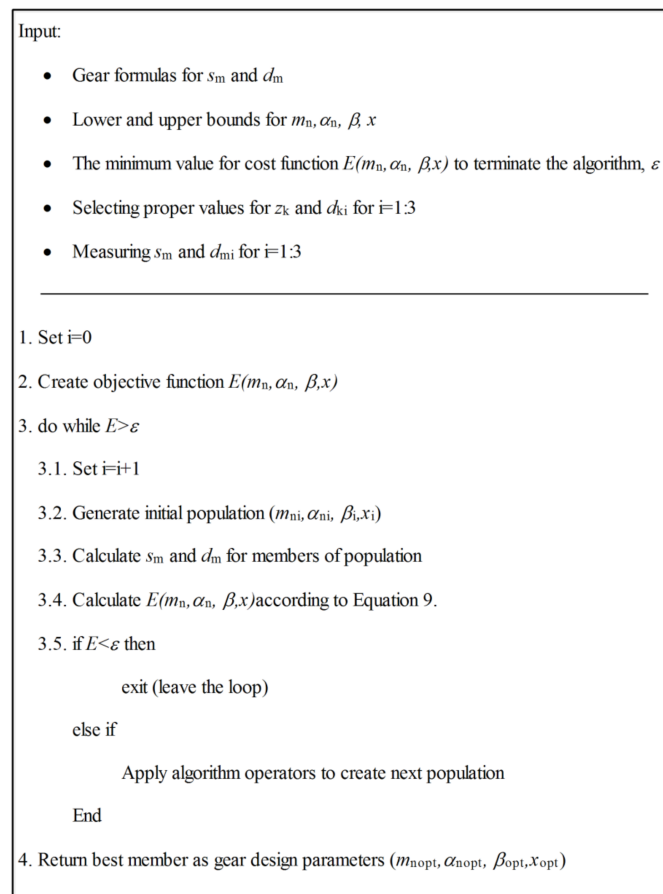 Input:
• Gear formulas for sm and dm
• Lower and upper bounds for mn, αn, β, x
• The minimum value for cost function E(mn, αn, β,x) to terminate the algorithm, ε
• Selecting proper values for zk and dki for i=1:3
• Measuring sm and dmi for i=1:3
1. Set i=0
2. Create objective function E(mn, αn, β,x)
3. do while E>ε
3.1. Set i=i+1
3.2. Generate initial population (mni, αni, βi,xi)
3.3. Calculate sm and dm for members of population
3.4. Calculate E(mn, αn, β,x)according to Equation 9.
3.5. if E<ε then
exit (leave the loop)
else if
Apply algorithm operators to create next population
End
4. Return best member as gear design parameters (mnopt, αnopt, βopt,xopt)